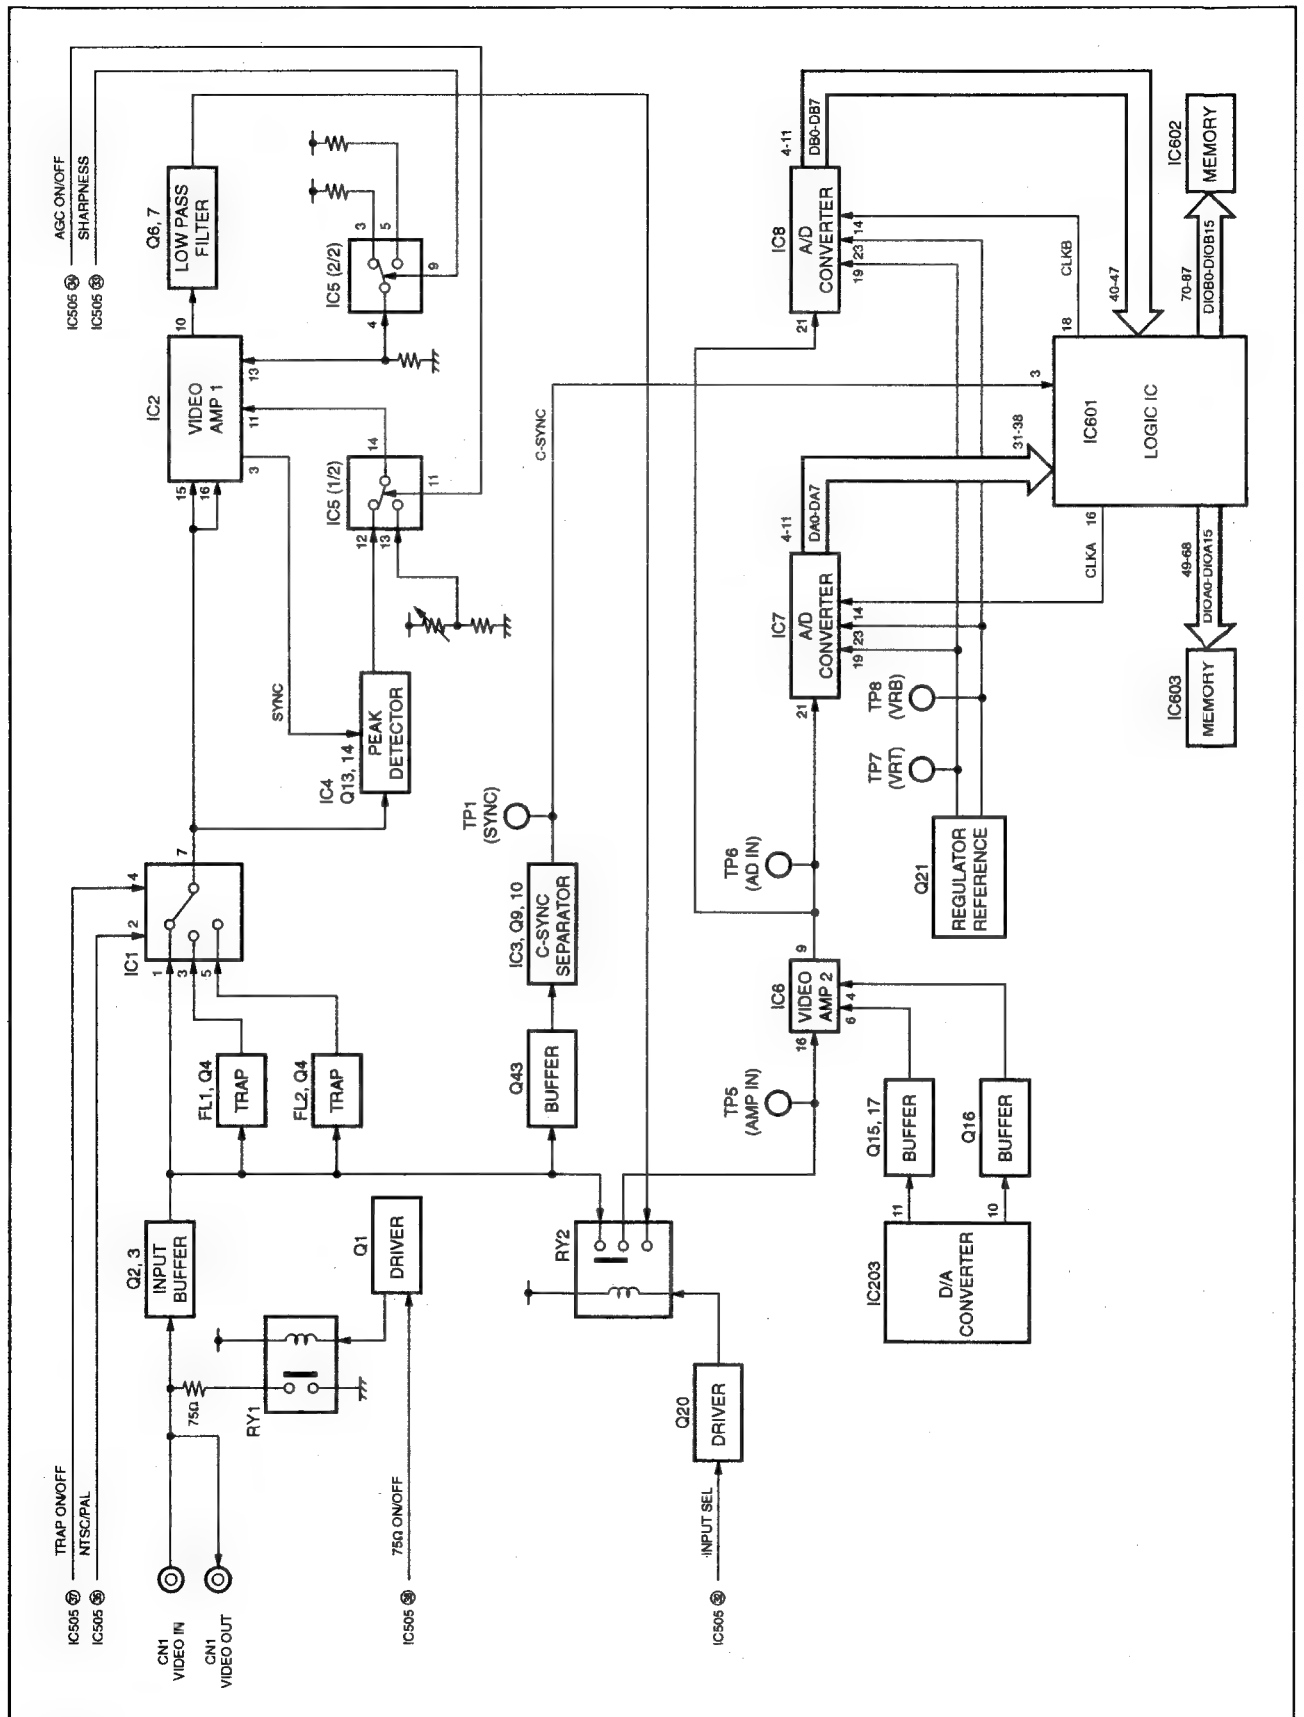 IC505 ㊲ TRAP ON/OFF
NTSC/PAL
CN1
VIDEO IN
CN1
VIDEO OUT
75Ω
RY1
Q2, 3
INPUT
BUFFER
Q1
DRIVER
IC505 ㊳ 75Ω ON/OFF
FL1, Q4
TRAP
FL2, Q4
TRAP
IC1
1
3
5
2
4
7
SYNC
IC4
Q13, 14
PEAK
DETECTOR
IC2
VIDEO
AMP 1
15
16
3
11
13
10
IC5 (1/2)
12
13
14
11
IC5 (2/2)
4
3
5
9
Q6, 7
LOW PASS
FILTER
IC505 ㉞ AGC ON/OFF
IC505 ㉝ SHARPNESS
Q43
BUFFER
IC3, Q9, 10
C-SYNC
SEPARATOR
TP1
(SYNC)
C-SYNC
3
RY2
Q20
DRIVER
INPUT SEL
TP5
(AMP IN)
IC6
VIDEO
AMP 2
16
6
4
9
TP6
(AD IN)
IC203
D/A
CONVERTER
11
10
Q15, 17
BUFFER
Q16
BUFFER
Q21
REGULATOR
REFERENCE
TP7
(VRT)
TP8
(VRB)
IC7
A/D
CONVERTER
21
19
23
14
4-11
DA0-DA7
31-38
IC8
A/D
CONVERTER
21
19
23
14
4-11
DB0-DB7
40-47
CLKA
16
CLKB
18
IC601
LOGIC IC
49-68
DIOA0-DIOA15
IC603
MEMORY
70-87
DIOB0-DIOB15
IC602
MEMORY